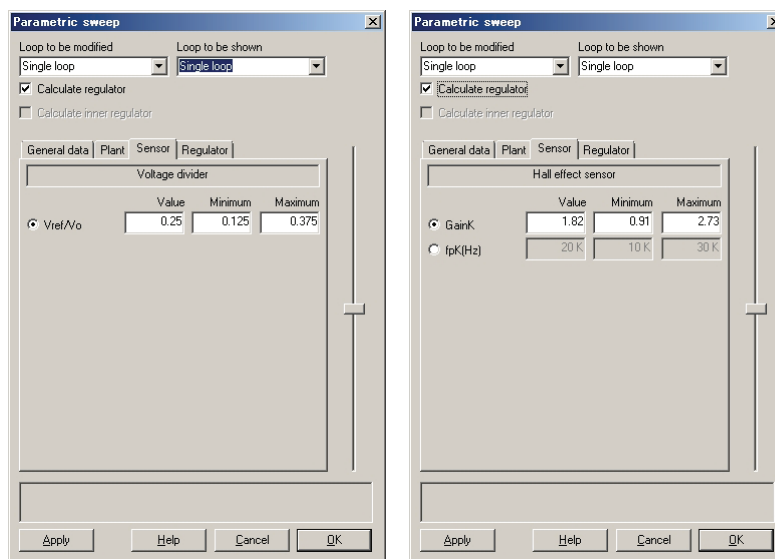 Parametric sweep
Loop to be modified Loop to be shown
Single loop Single loop
Calculate regulator
Calculate inner regulator
General data Plant Sensor Regulator
Voltage divider
Value Minimum Maximum
Vref/Vo 0.25 0.125 0.375
Apply Help Cancel OK
Parametric sweep
Loop to be modified Loop to be shown
Single loop Single loop
Calculate regulator
Calculate inner regulator
General data Plant Sensor Regulator
Hall effect sensor
Value Minimum Maximum
GainK 1.82 0.91 2.73
fpK(Hz) 20 K 10 K 30 K
Apply Help Cancel OK